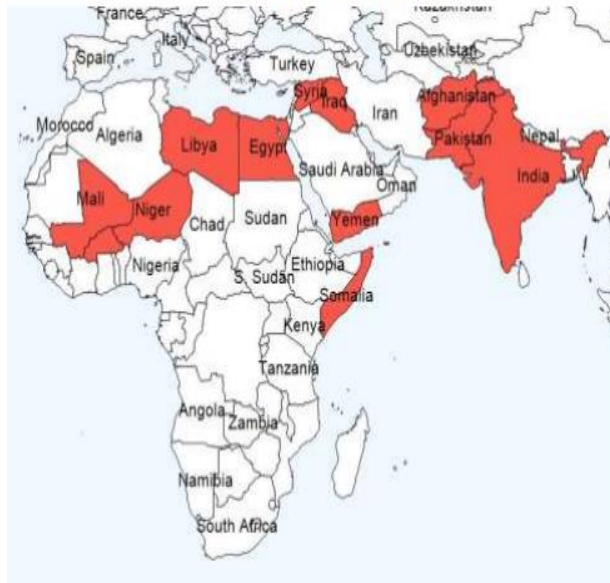 Kazakhstan
France
Uzbekistan
Italy
Spain
Turkey
Syria
Iraq
Iran
Afghanistan
Morocco
Algeria
Libya
Egypt
Pakistan
Nepal
Saudi Arabia
Oman
India
Mali
Niger
Chad
Sudan
Yemen
Nigeria
S. Sudan
Ethiopia
Somalia
Kenya
Tanzania
Angola
Zambia
Namibia
South Africa